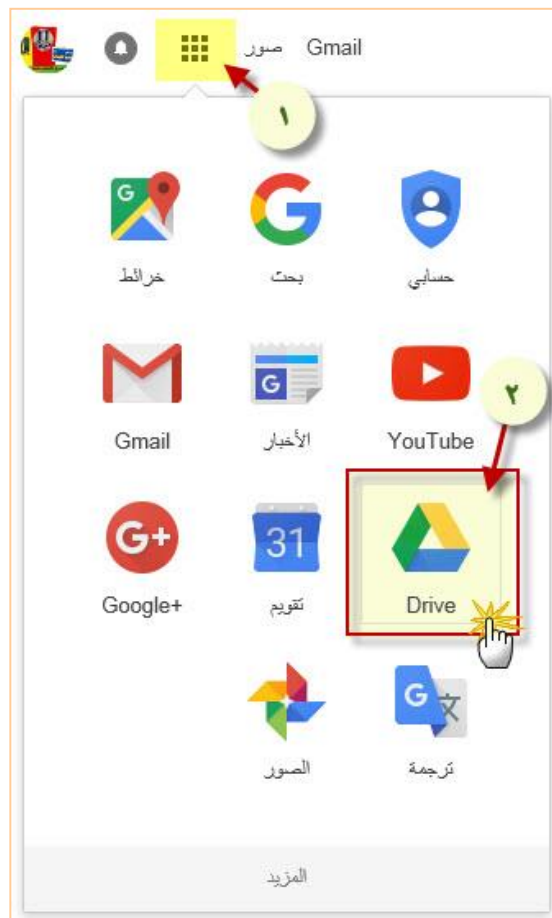 Gmail صور
١
حسابي بحث خرائط
٢
YouTube الأخبار Gmail
31
Drive تقويم Google+
ترجمة الصور
المزيد